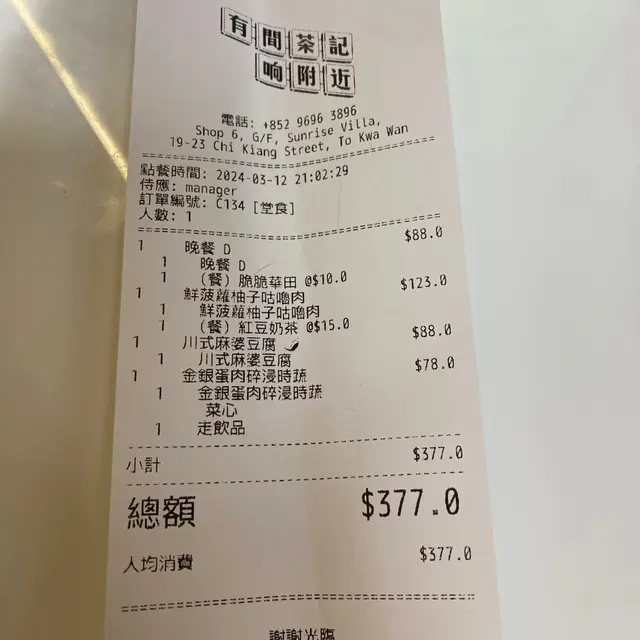 有間茶記
响附近
電話: +852 9696 3896
Shop 6, G/F, Sunrise Villa,
19-23 Chi Kiang Street, To Kwa Wan
點餐時間: 2024-03-12 21:02:29
侍應: manager
訂單編號: C134 [堂食]
人數: 1
1 晚餐 D $88.0
1 晚餐 D
1 (餐) 脆脆華田 @$10.0
1 鮮菠蘿柚子咕嚕肉 $123.0
1 鮮菠蘿柚子咕嚕肉
1 (餐) 紅豆奶茶 @$15.0
1 川式麻婆豆腐🌶 $88.0
1 川式麻婆豆腐
1 金銀蛋肉碎浸時蔬 $78.0
1 金銀蛋肉碎浸時蔬
菜心
1 走飲品
小計 $377.0
總額 $377.0
人均消費 $377.0
謝謝光臨